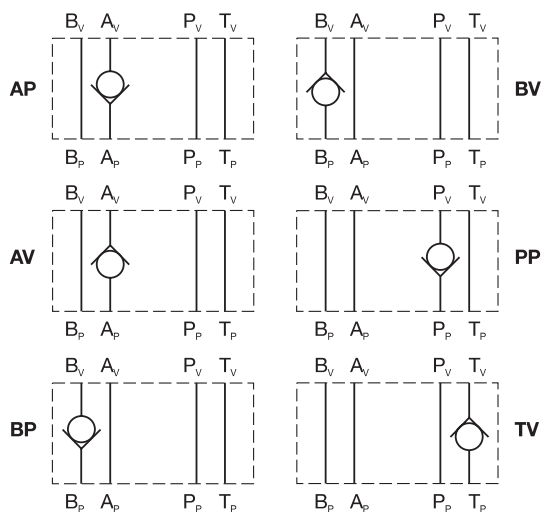 B_V A_V P_V T_V
AP
B_P A_P P_P T_P
B_V A_V P_V T_V
BV
B_P A_P P_P T_P
B_V A_V P_V T_V
AV
B_P A_P P_P T_P
B_V A_V P_V T_V
PP
B_P A_P P_P T_P
B_V A_V P_V T_V
BP
B_P A_P P_P T_P
B_V A_V P_V T_V
TV
B_P A_P P_P T_P